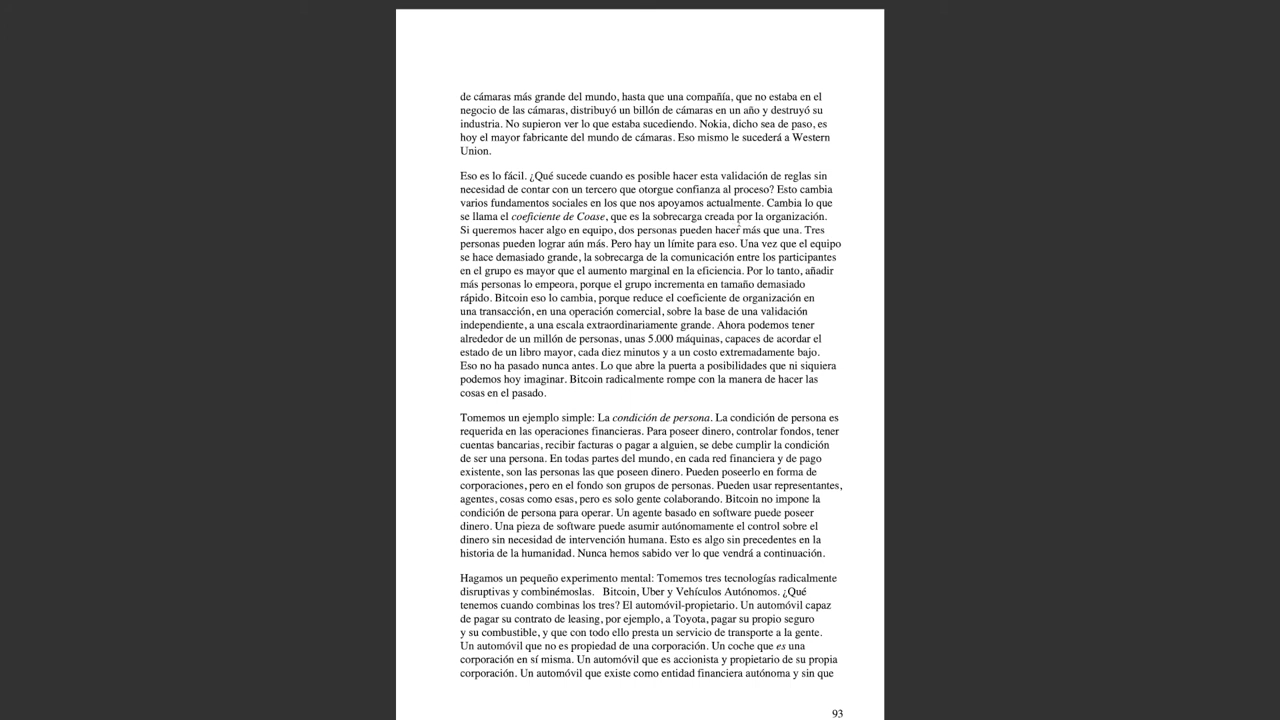 de cámaras más grande del mundo, hasta que una compañía, que no estaba en el
negocio de las cámaras, distribuyó un billón de cámaras en un año y destruyó su
industria. No supieron ver lo que estaba sucediendo. Nokia, dicho sea de paso, es
hoy el mayor fabricante del mundo de cámaras. Eso mismo le sucederá a Western
Union.
Eso es lo fácil. ¿Qué sucede cuando es posible hacer esta validación de reglas sin
necesidad de contar con un tercero que otorgue confianza al proceso? Esto cambia
varios fundamentos sociales en los que nos apoyamos actualmente. Cambia lo que
se llama el coeficiente de Coase, que es la sobrecarga creada por la organización.
Si queremos hacer algo en equipo, dos personas pueden hacer más que una. Tres
personas pueden lograr aún más. Pero hay un límite para eso. Una vez que el equipo
se hace demasiado grande, la sobrecarga de la comunicación entre los participantes
en el grupo es mayor que el aumento marginal en la eficiencia. Por lo tanto, añadir
más personas lo empeora, porque el grupo incrementa en tamaño demasiado
rápido. Bitcoin eso lo cambia, porque reduce el coeficiente de organización en
una transacción, en una operación comercial, sobre la base de una validación
independiente, a una escala extraordinariamente grande. Ahora podemos tener
alrededor de un millón de personas, unas 5.000 máquinas, capaces de acordar el
estado de un libro mayor, cada diez minutos y a un costo extremadamente bajo.
Eso no ha pasado nunca antes. Lo que abre la puerta a posibilidades que ni siquiera
podemos hoy imaginar. Bitcoin radicalmente rompe con la manera de hacer las
cosas en el pasado.
Tomemos un ejemplo simple: La condición de persona. La condición de persona es
requerida en las operaciones financieras. Para poseer dinero, controlar fondos, tener
cuentas bancarias, recibir facturas o pagar a alguien, se debe cumplir la condición
de ser una persona. En todas partes del mundo, en cada red financiera y de pago
existente, son las personas las que poseen dinero. Pueden poseerlo en forma de
corporaciones, pero en el fondo son grupos de personas. Pueden usar representantes,
agentes, cosas como esas, pero es solo gente colaborando. Bitcoin no impone la
condición de persona para operar. Un agente basado en software puede poseer
dinero. Una pieza de software puede asumir autónomamente el control sobre el
dinero sin necesidad de intervención humana. Esto es algo sin precedentes en la
historia de la humanidad. Nunca hemos sabido ver lo que vendrá a continuación.
Hagamos un pequeño experimento mental: Tomemos tres tecnologías radicalmente
disruptivas y combinémoslas. Bitcoin, Uber y Vehículos Autónomos. ¿Qué
tenemos cuando combinas los tres? El automóvil-propietario. Un automóvil capaz
de pagar su contrato de leasing, por ejemplo, a Toyota, pagar su propio seguro
y su combustible, y que con todo ello presta un servicio de transporte a la gente.
Un automóvil que no es propiedad de una corporación. Un coche que es una
corporación en sí misma. Un automóvil que es accionista y propietario de su propia
corporación. Un automóvil que existe como entidad financiera autónoma y sin que
93